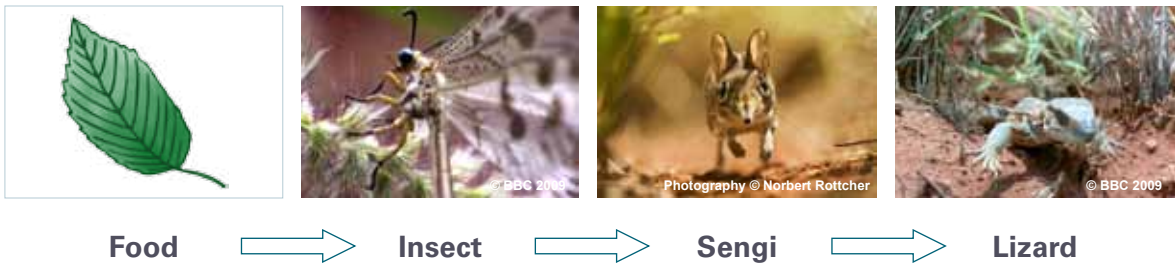 © BBC 2009
Photography © Norbert Rottcher
© BBC 2009
Food
Insect
Sengi
Lizard